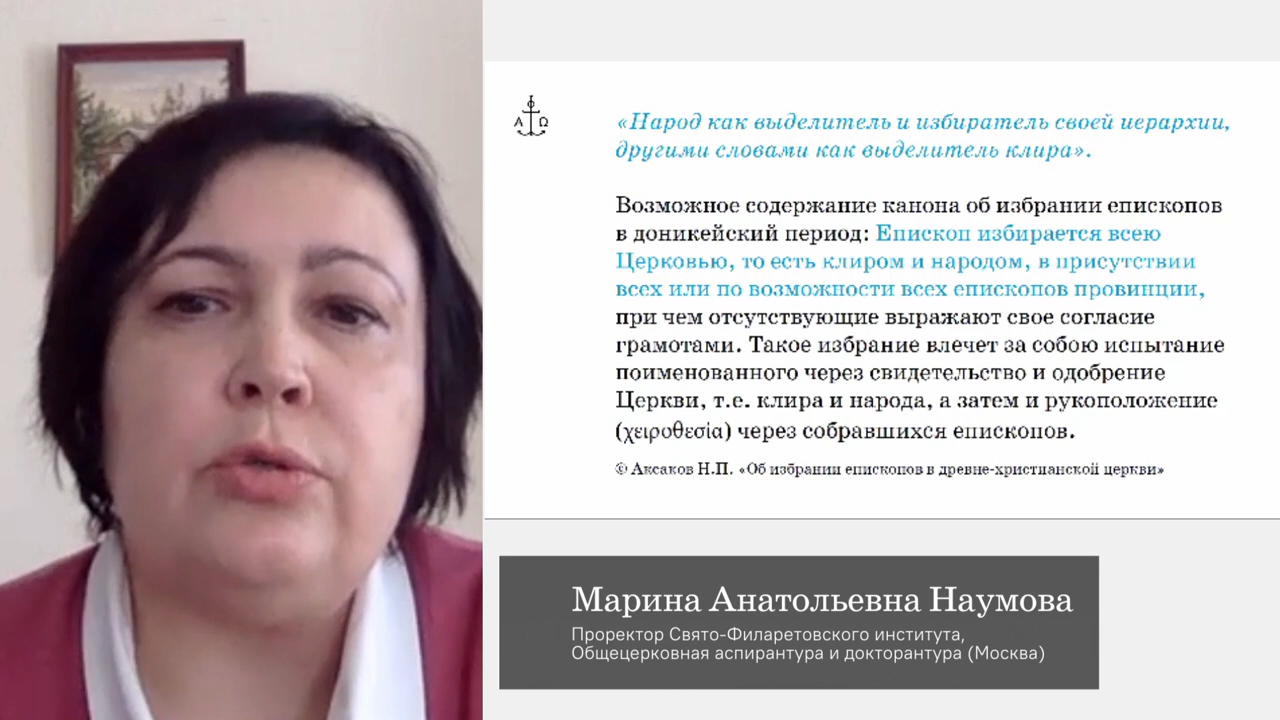 Α Ω
«Народ как выделитель и избиратель своей иерархии,
другими словами как выделитель клира».
Возможное содержание канона об избрании епископов
в доникейский период: Епископ избирается всею
Церковью, то есть клиром и народом, в присутствии
всех или по возможности всех епископов провинции,
при чем отсутствующие выражают свое согласие
грамотами. Такое избрание влечет за собою испытание
поименованного через свидетельство и одобрение
Церкви, т.е. клира и народа, а затем и рукоположение
(χειροθεσία) через собравшихся епископов.
© Аксаков Н.П. «Об избрании епископов в древне-христианской церкви»
Марина Анатольевна Наумова
Проректор Свято-Филаретовского института,
Общецерковная аспирантура и докторантура (Москва)